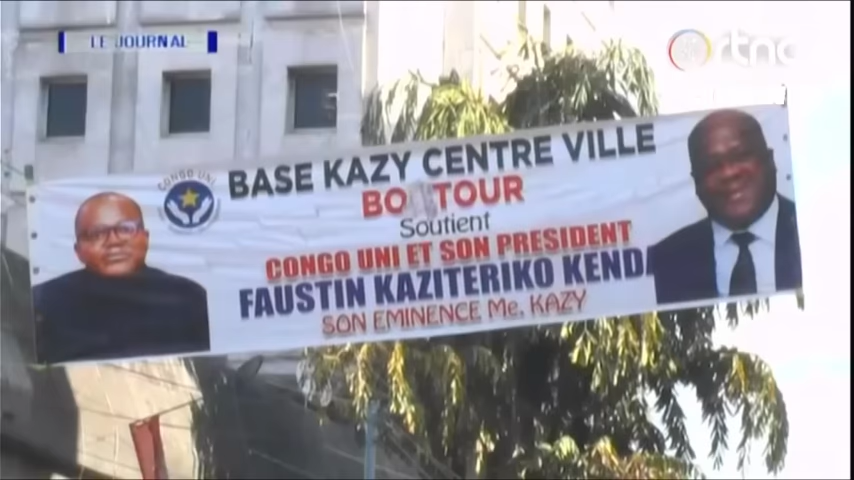 LE JOURNAL
rtnc
CONGO UNI
BASE KAZY CENTRE VILLE
Soutient
CONGO UNI ET SON PRESIDENT
FAUSTIN KAZITERIKO KENDA
SON EMINENCE Me. KAZY